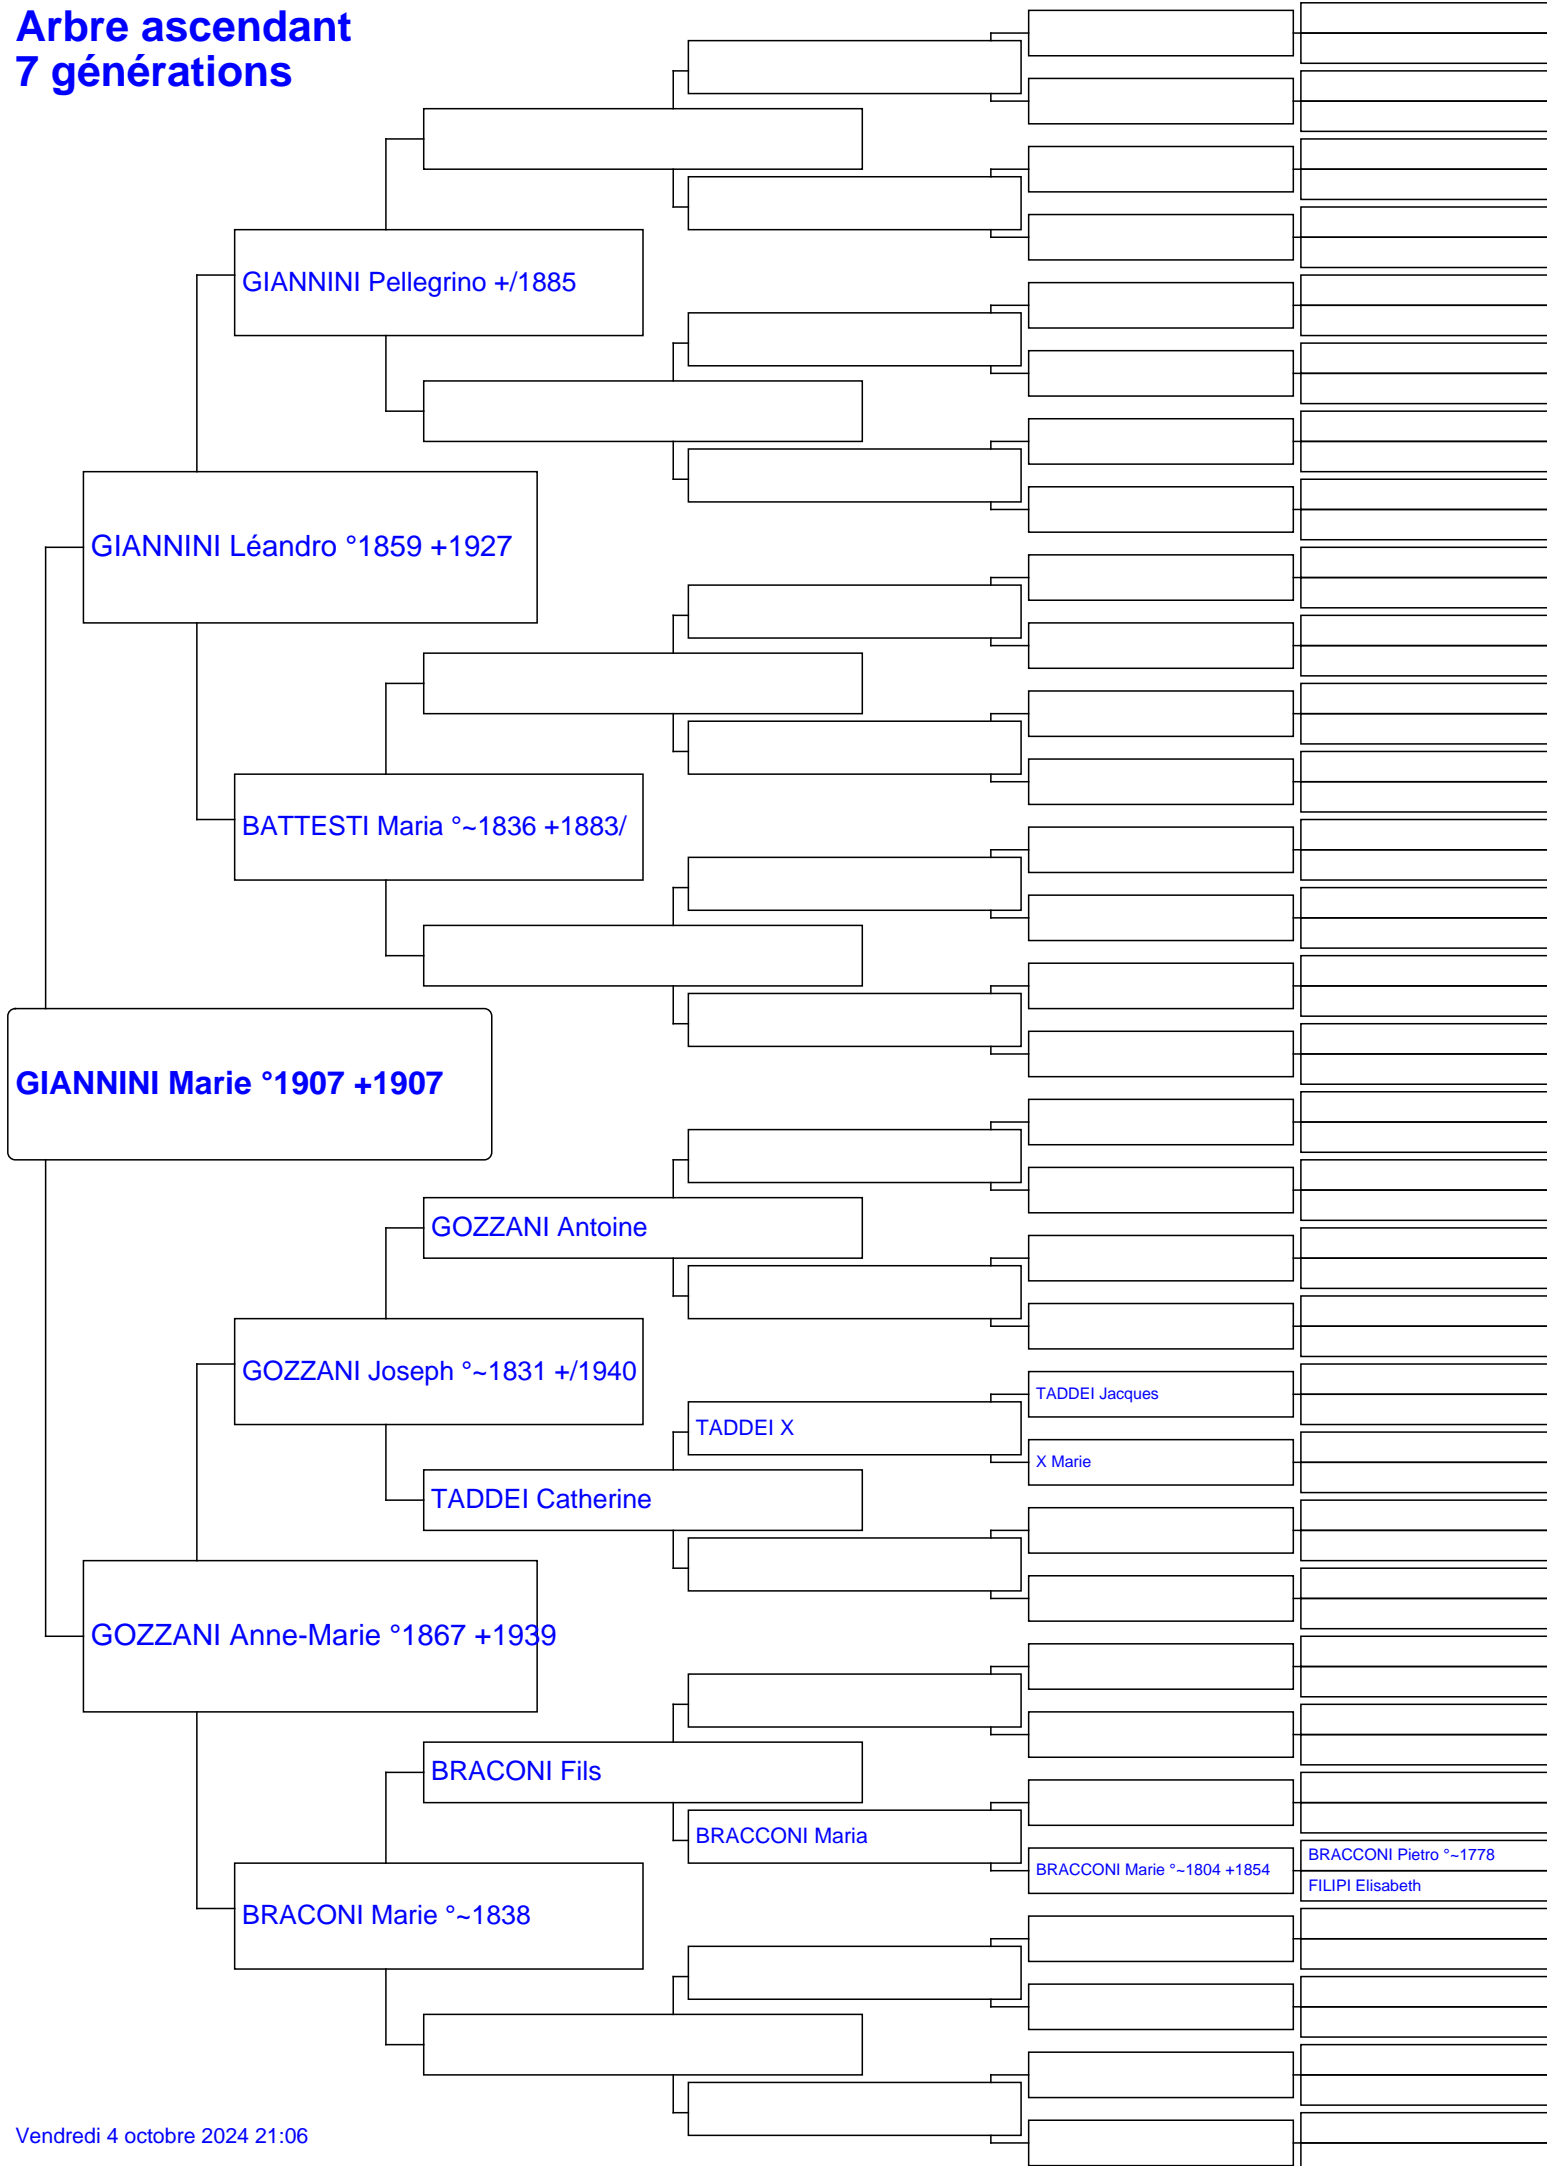 Arbre ascendant
7 générations
GIANNINI Pellegrino +/1885
GIANNINI Léandro °1859 +1927
BATTESTI Maria °~1836 +1883/
GIANNINI Marie °1907 +1907
GOZZANI Antoine
GOZZANI Joseph °~1831 +/1940
TADDEI Jacques
TADDEI X
X Marie
TADDEI Catherine
GOZZANI Anne-Marie °1867 +1939
BRACONI Fils
BRACCONI Maria
BRACCONI Pietro °~1778
BRACCONI Marie °~1804 +1854
FILIPI Elisabeth
BRACONI Marie °~1838
Vendredi 4 octobre 2024 21:06